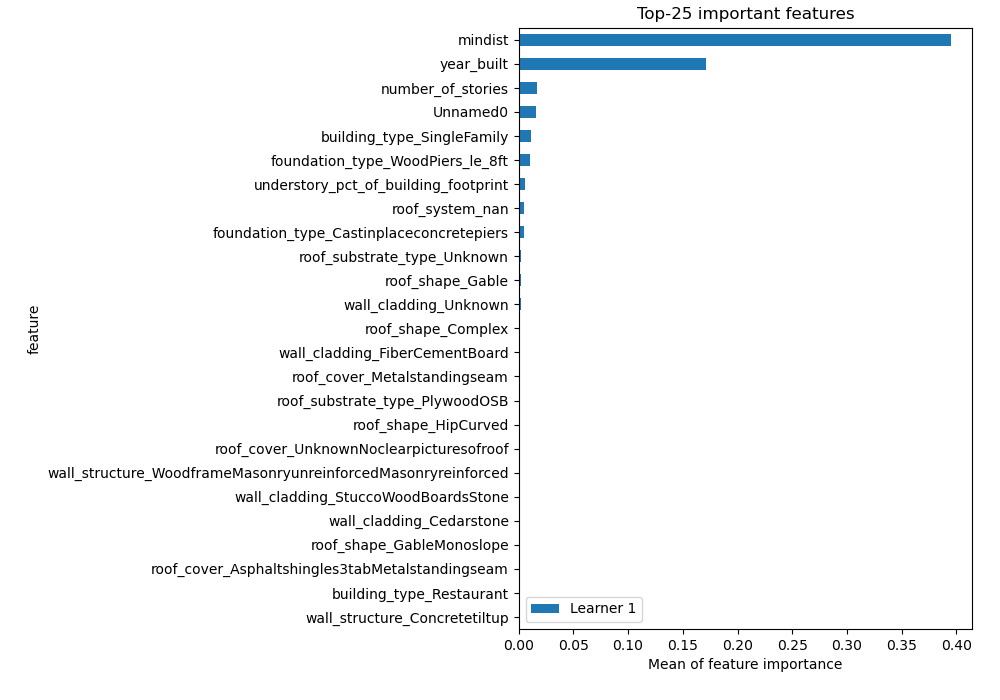 Top-25 important features
mindist
year_built
number_of_stories
Unnamed0
building_type_SingleFamily
foundation_type_WoodPiers_le_8ft
understory_pct_of_building_footprint
roof_system_nan
foundation_type_Castinplaceconcretepiers
roof_substrate_type_Unknown
roof_shape_Gable
wall_cladding_Unknown
roof_shape_Complex
wall_cladding_FiberCementBoard
roof_cover_Metalstandingseam
roof_substrate_type_PlywoodOSB
roof_shape_HipCurved
roof_cover_UnknownNoclearpicturesofroof
wall_structure_WoodframeMasonryunreinforcedMasonryreinforced
wall_cladding_StuccoWoodBoardsStone
wall_cladding_Cedarstone
roof_shape_GableMonoslope
roof_cover_Asphaltshingles3tabMetalstandingseam
building_type_Restaurant
wall_structure_Concretetiltup
feature
Learner 1
0.00 0.05 0.10 0.15 0.20 0.25 0.30 0.35 0.40
Mean of feature importance